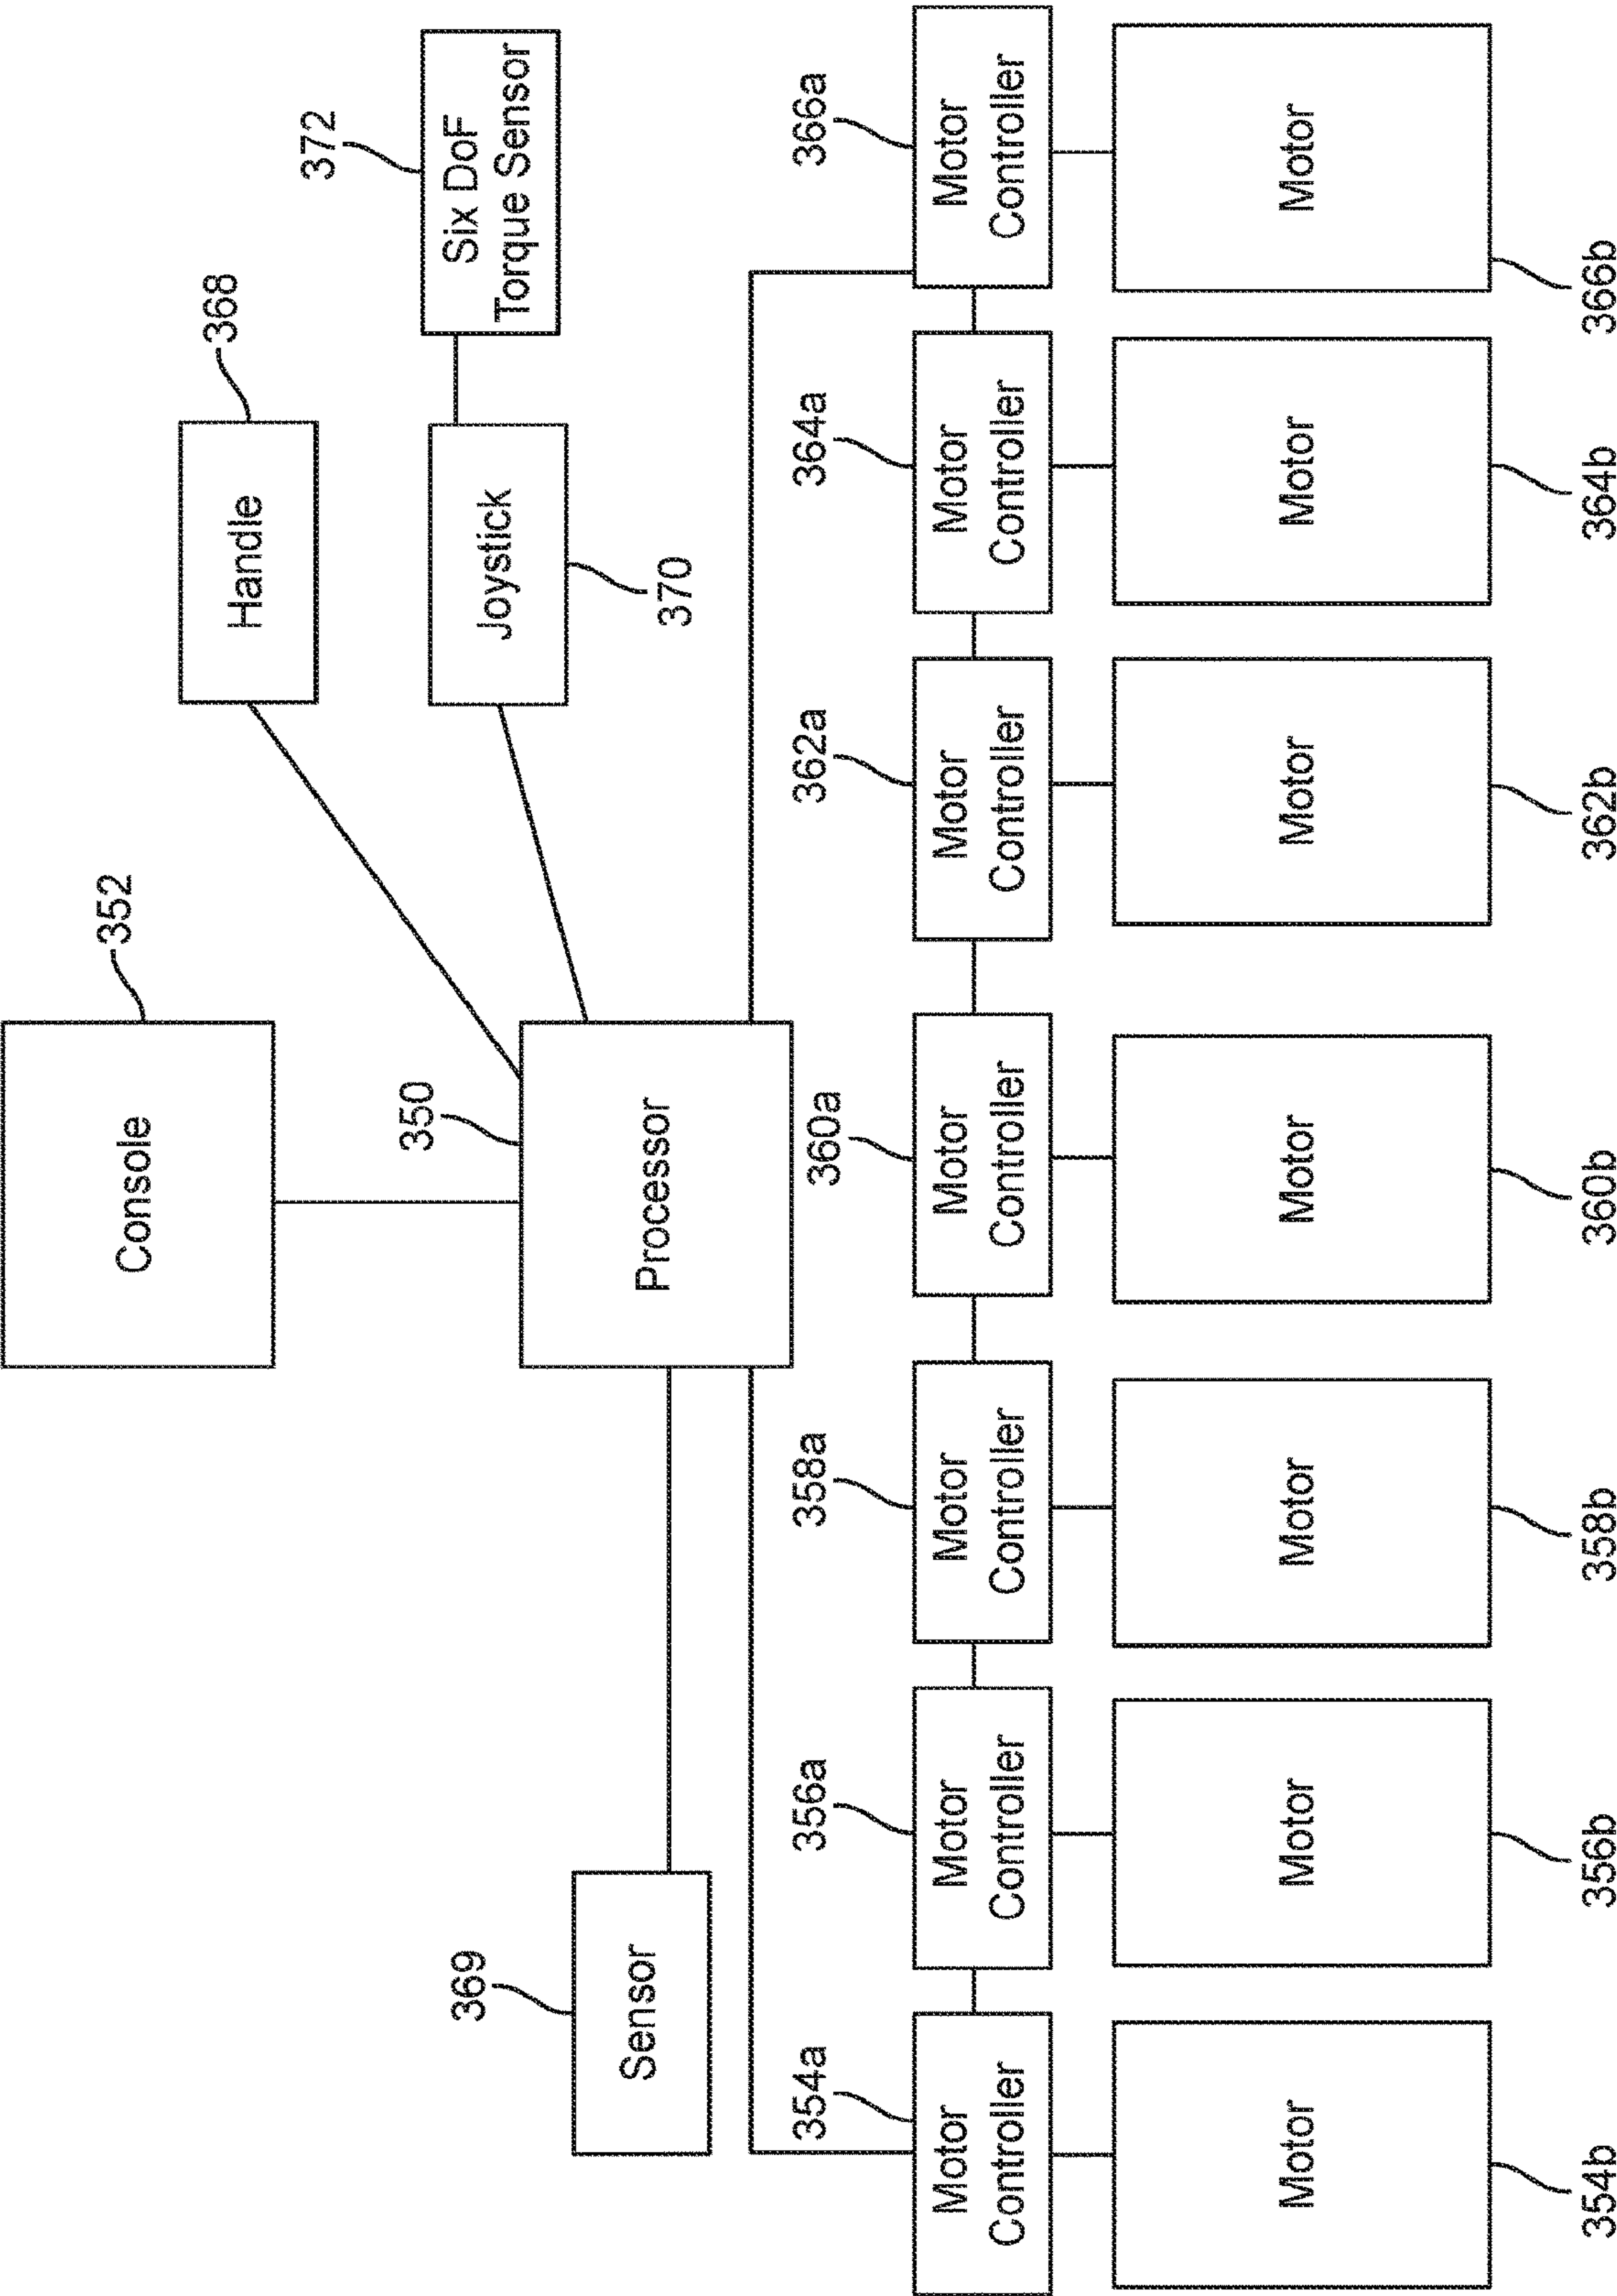 Console
352
368
Handle
372
350
Six DoF
Torque Sensor
369
Joystick
Sensor
Processor
370
354a
356a
358a
360a
362a
364a
366a
Motor
Controller
Motor
Controller
Motor
Controller
Motor
Controller
Motor
Controller
Motor
Controller
Motor
Controller
Motor
Motor
Motor
Motor
Motor
Motor
Motor
354b
356b
358b
360b
362b
364b
366b